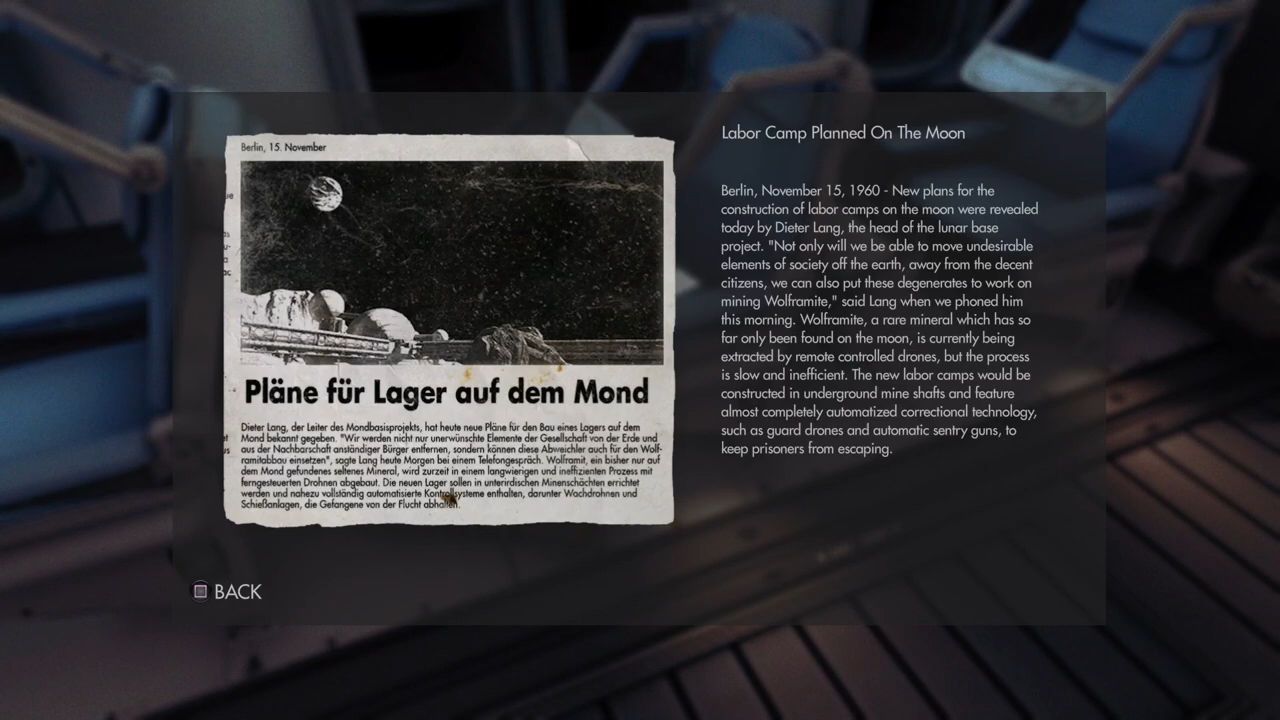 Berlin, 15. November
Pläne für Lager auf dem Mond
Dieter Lang, der Leiter des Mondbasisprojekts, hat heute neue Pläne für den Bau eines Lagers auf dem
Mond bekannt gegeben. "Wir werden nicht nur unerwünschte Elemente der Gesellschaft von der Erde und
aus der Nachbarschaft anständiger Bürger entfernen, sondern können diese Abweichler auch für den Wolf-
ramitabbau einsetzen", sagte Lang heute Morgen bei einem Telefongespräch. Wolframit, ein bisher nur auf
dem Mond gefundenes seltenes Mineral, wird zurzeit in einem langwierigen und ineffizienten Prozess mit
ferngesteuerten Drohnen abgebaut. Die neuen Lager sollen in unterirdischen Minenschächten errichtet
werden und nahezu vollständig automatisierte Kontrollsysteme enthalten, darunter Wachdrohnen und
Schießanlagen, die Gefangene von der Flucht abhalten.
Labor Camp Planned On The Moon
Berlin, November 15, 1960 - New plans for the
construction of labor camps on the moon were revealed
today by Dieter Lang, the head of the lunar base
project. "Not only will we be able to move undesirable
elements of society off the earth, away from the decent
citizens, we can also put these degenerates to work on
mining Wolframite," said Lang when we phoned him
this morning. Wolframite, a rare mineral which has so
far only been found on the moon, is currently being
extracted by remote controlled drones, but the process
is slow and inefficient. The new labor camps would be
constructed in underground mine shafts and feature
almost completely automatized correctional technology,
such as guard drones and automatic sentry guns, to
keep prisoners from escaping.
BACK